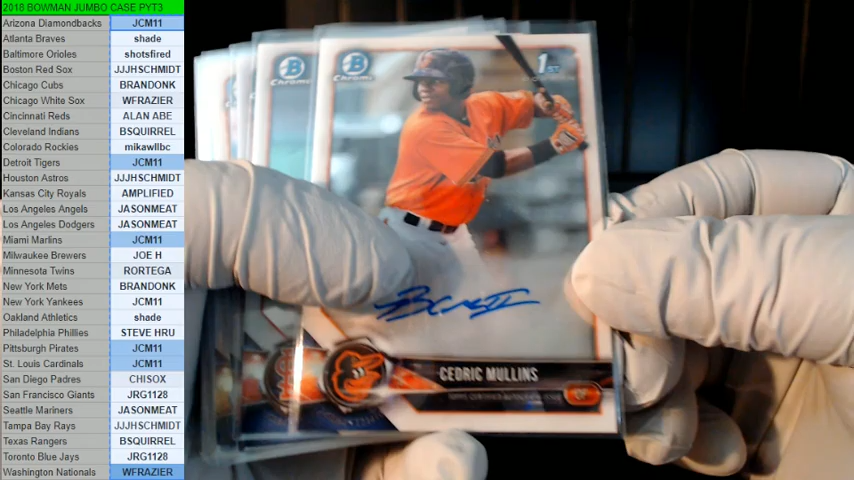 2018 BOWMAN JUMBO CASE PYT3
Arizona Diamondbacks JCM11
Atlanta Braves shade
Baltimore Orioles shotsfired
Boston Red Sox JJJHSCHMIDT
Chicago Cubs BRANDONK
Chicago White Sox WFRAZIER
Cincinnati Reds ALAN ABE
Cleveland Indians BSQUIRREL
Colorado Rockies mikawllbc
Detroit Tigers JCM11
Houston Astros JJJHSCHMIDT
Kansas City Royals AMPLIFIED
Los Angeles Angels JASONMEAT
Los Angeles Dodgers JASONMEAT
Miami Marlins JCM11
Milwaukee Brewers JOE H
Minnesota Twins RORTEGA
New York Mets BRANDONK
New York Yankees JCM11
Oakland Athletics shade
Philadelphia Phillies STEVE HRU
Pittsburgh Pirates JCM11
St. Louis Cardinals JCM11
San Diego Padres CHISOX
San Francisco Giants JRG1128
Seattle Mariners JASONMEAT
Tampa Bay Rays JJJHSCHMIDT
Texas Rangers BSQUIRREL
Toronto Blue Jays JRG1128
Washington Nationals WFRAZIER
B
Chrome
B
Chrome
1ST
CEDRIC MULLINS